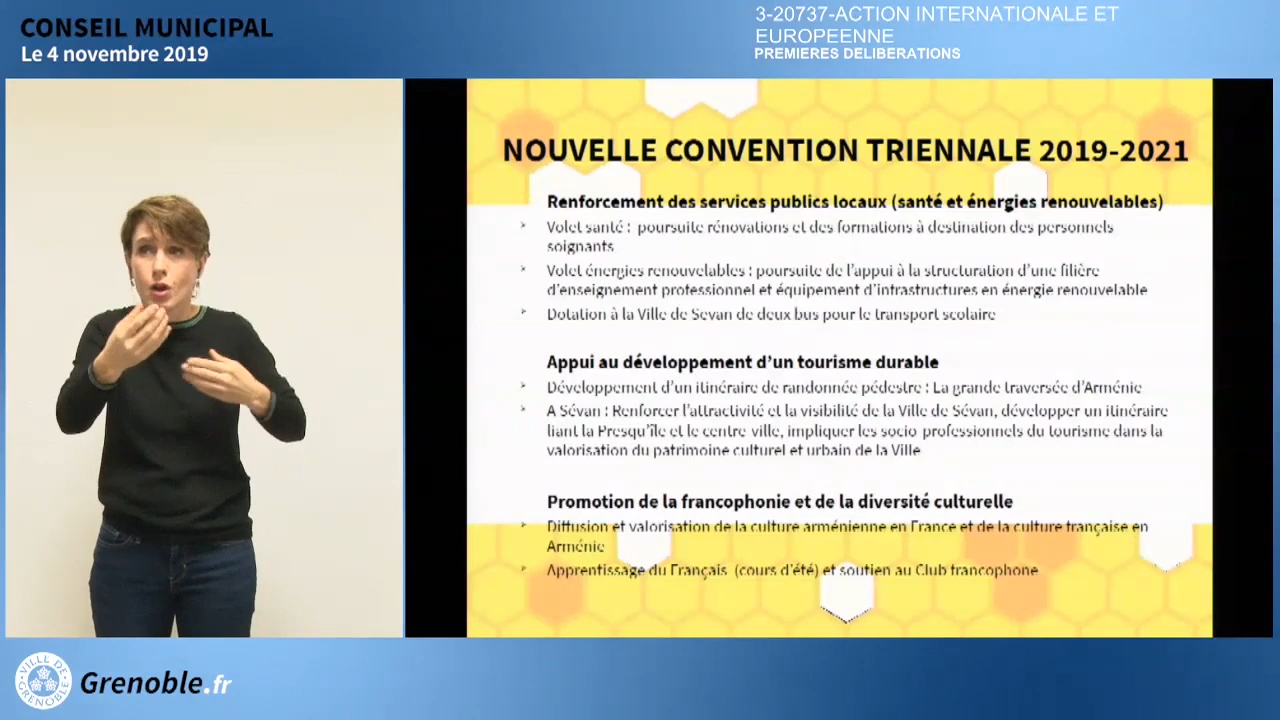 CONSEIL MUNICIPAL
Le 4 novembre 2019
3-20737-ACTION INTERNATIONALE ET
EUROPEENNE
PREMIERES DELIBERATIONS
NOUVELLE CONVENTION TRIENNALE 2019-2021
Renforcement des services publics locaux (santé et énergies renouvelables)
Volet santé : poursuite rénovations et des formations à destination des personnels
soignants
Volet énergies renouvelables : poursuite de l'appui à la structuration d'une filière
d'enseignement professionnel et équipement d'infrastructures en énergie renouvelable
Dotation à la Ville de Sevan de deux bus pour le transport scolaire
Appui au développement d'un tourisme durable
Développement d'un itinéraire de randonnée pédestre : La grande traversée d'Arménie
A Sévan : Renforcer l'attractivité et la visibilité de la Ville de Sévan, développer un itinéraire
liant la Presqu'île et le centre-ville, impliquer les socio-professionnels du tourisme dans la
valorisation du patrimoine culturel et urbain de la Ville
Promotion de la francophonie et de la diversité culturelle
Diffusion et valorisation de la culture arménienne en France et de la culture française en
Arménie
Apprentissage du Français (cours d'été) et soutien au Club francophone
VILLE DE
GRENOBLE
Grenoble.fr